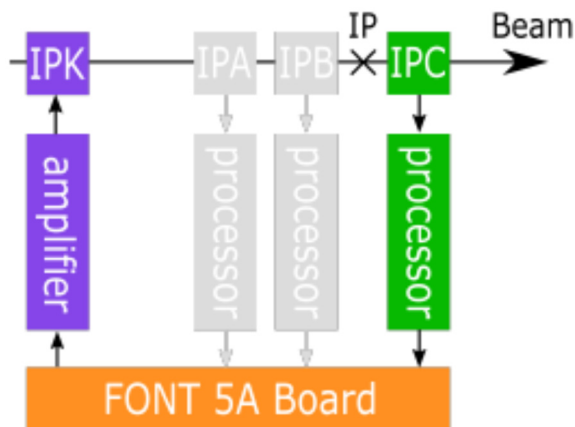 IP
Beam
IPK
IPA
IPB
IPC
amplifier
processor
processor
processor
FONT 5A Board